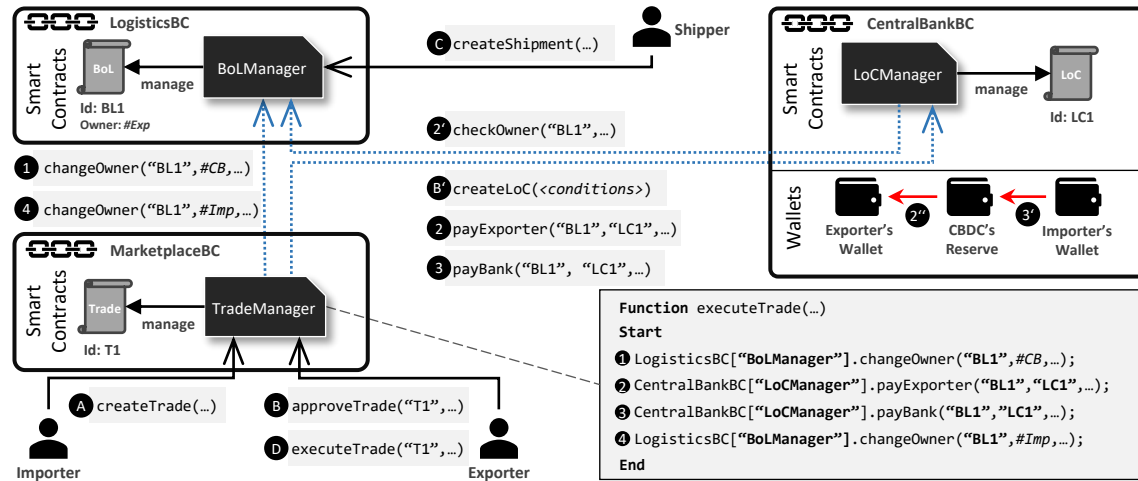 LogisticsBC
Smart
Contracts
BoL
manage
Id: BL1
Owner: #Exp
BoLManager
C createShipment(…)
Shipper
CentralBankBC
Smart
Contracts
LoCManager
manage
LoC
Id: LC1
2‘ checkOwner(“BL1”,…)
1 changeOwner(“BL1”,#CB,…)
4 changeOwner(“BL1”,#Imp,…)
B‘ createLoC(<conditions>)
2 payExporter(“BL1”,“LC1”,…)
3 payBank(“BL1”, “LC1”,…)
Wallets
2‘‘
3‘
Exporter’s
Wallet
CBDC’s
Reserve
Importer’s
Wallet
MarketplaceBC
Smart
Contracts
Trade
manage
Id: T1
TradeManager
A createTrade(…)
B approveTrade(“T1”,…)
D executeTrade(“T1”,…)
Importer
Exporter
Function executeTrade(…)
Start
1 LogisticsBC[“BoLManager”].changeOwner(“BL1”,#CB,…);
2 CentralBankBC[“LoCManager”].payExporter(“BL1”,“LC1”,…);
3 CentralBankBC[“LoCManager”].payBank(“BL1”,“LC1”,…);
4 LogisticsBC[“BoLManager”].changeOwner(“BL1”,#Imp,…);
End